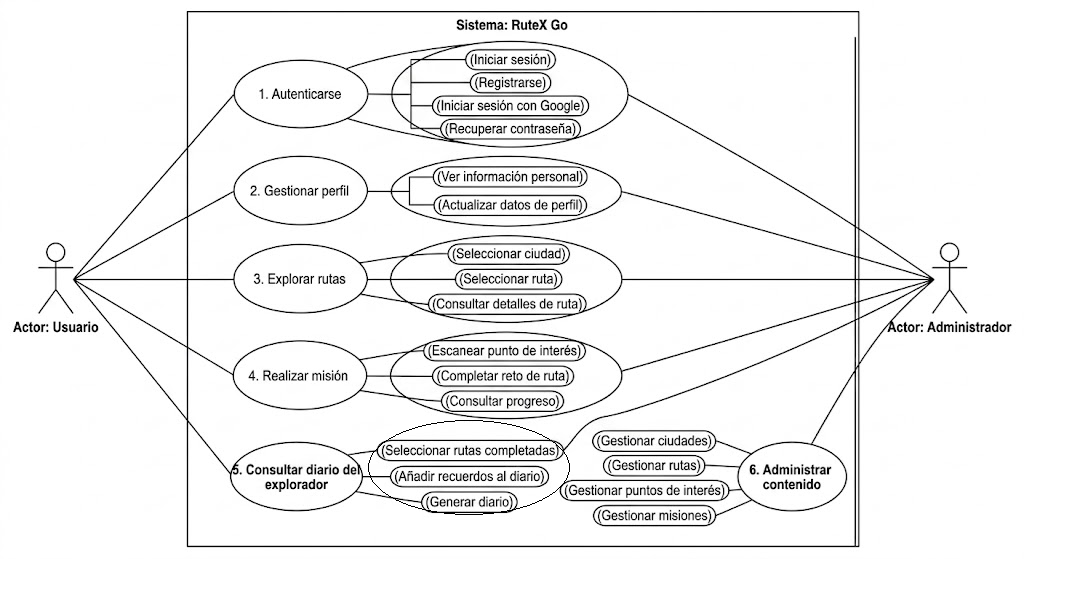 Sistema: RuteX Go
1. Autenticarse
(Iniciar sesión)
(Registrarse)
(Iniciar sesión con Google)
(Recuperar contraseña)
2. Gestionar perfil
(Ver información personal)
(Actualizar datos de perfil)
3. Explorar rutas
(Seleccionar ciudad)
(Seleccionar ruta)
(Consultar detalles de ruta)
Actor: Usuario
Actor: Administrador
4. Realizar misión
(Escanear punto de interés)
(Completar reto de ruta)
(Consultar progreso)
5. Consultar diario del
explorador
(Seleccionar rutas completadas)
(Añadir recuerdos al diario)
(Generar diario)
(Gestionar ciudades)
(Gestionar rutas)
(Gestionar puntos de interés)
(Gestionar misiones)
6. Administrar
contenido